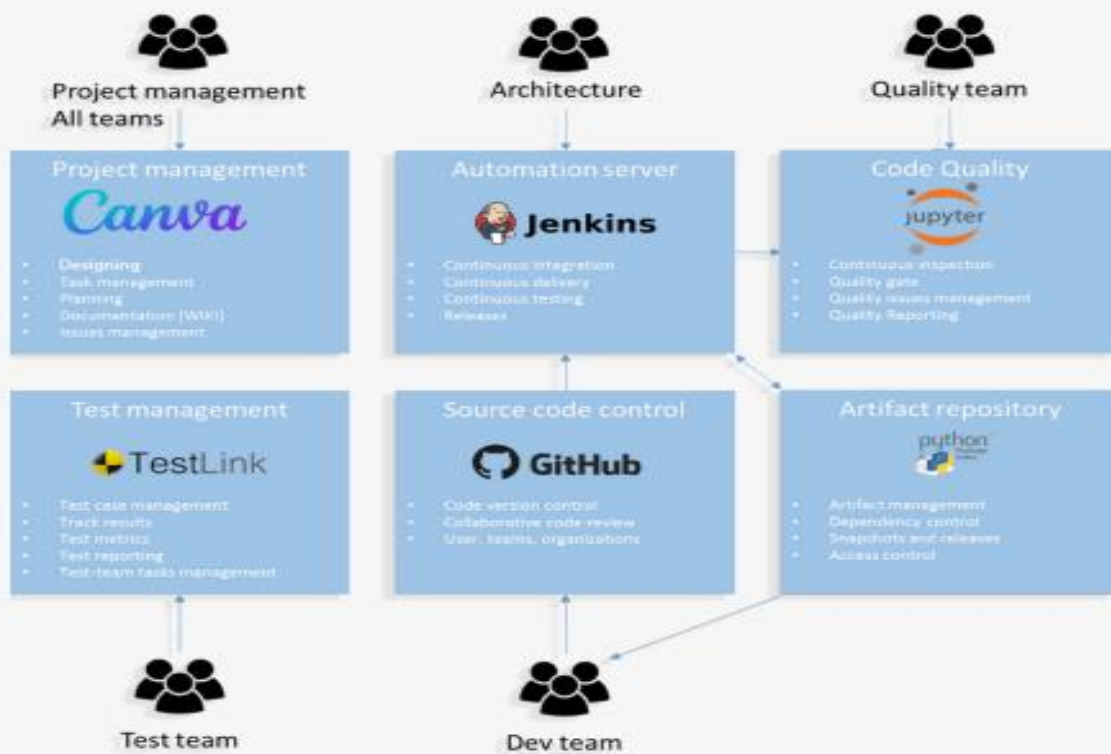 Project management
All teams
Architecture
Quality team
Project management
Canva
Designing
Task management
Planning
Documentation (WIKI)
Issues management
Automation server
Jenkins
Continuous integration
Continuous delivery
Continuous testing
Releases
Code Quality
jupyter
Continuous inspection
Quality gate
Quality issues management
Quality Reporting
Test management
TestLink
Test case management
Track results
Test metrics
Test reporting
Test-team tasks management
Source code control
GitHub
Code version control
Collaborative code review
User, teams, organizations
Artifact repository
python
Package
Index
Artifact management
Dependency control
Snapshots and releases
Access control
Test team
Dev team